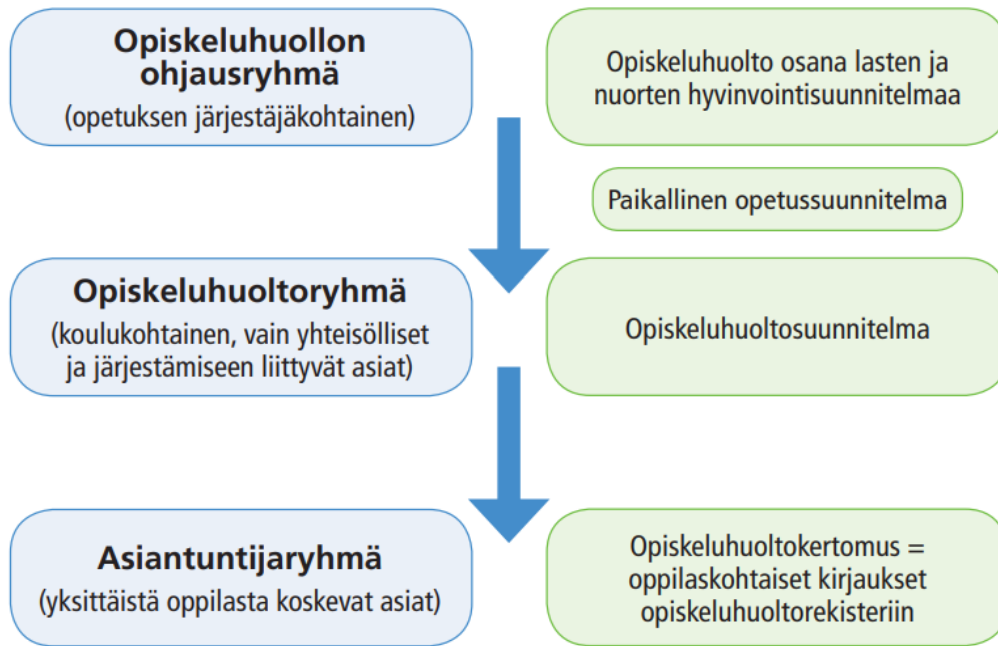 Opiskeluhuollon
ohjausryhmä
(opetuksen järjestäjäkohtainen)
Opiskeluhuolto osana lasten ja
nuorten hyvinvointisuunnitelmaa
Paikallinen opetussuunnitelma
Opiskeluhuoltoryhmä
(koulukohtainen, vain yhteisölliset
ja järjestämiseen liittyvät asiat)
Opiskeluhuoltosuunnitelma
Asiantuntijaryhmä
(yksittäistä oppilasta koskevat asiat)
Opiskeluhuoltokertomus =
oppilaskohtaiset kirjaukset
opiskeluhuoltorekisteriin